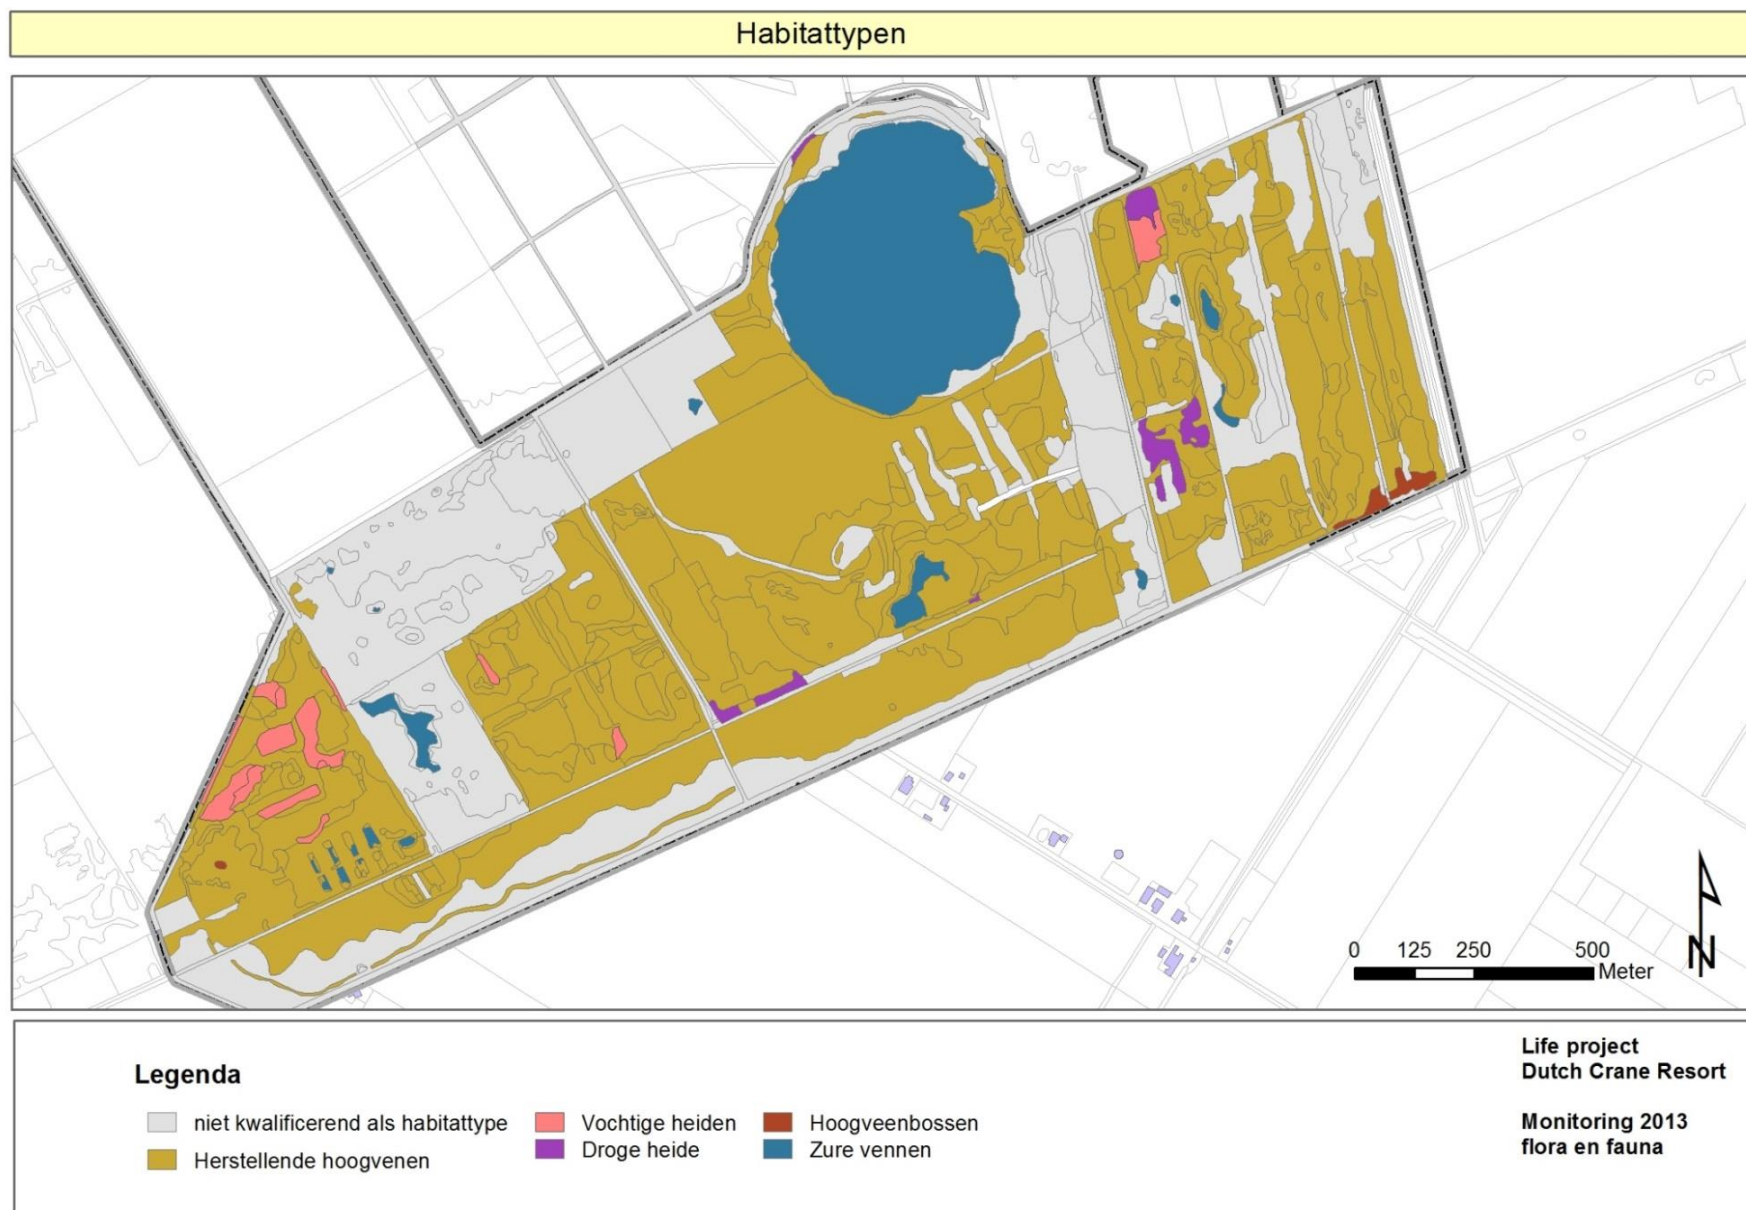 Habitattypen
0 125 250 500
Meter
N
Legenda
niet kwalificerend als habitattype
Herstellende hoogvenen
Vochtige heiden
Droge heide
Hoogveenbossen
Zure vennen
Life project
Dutch Crane Resort
Monitoring 2013
flora en fauna